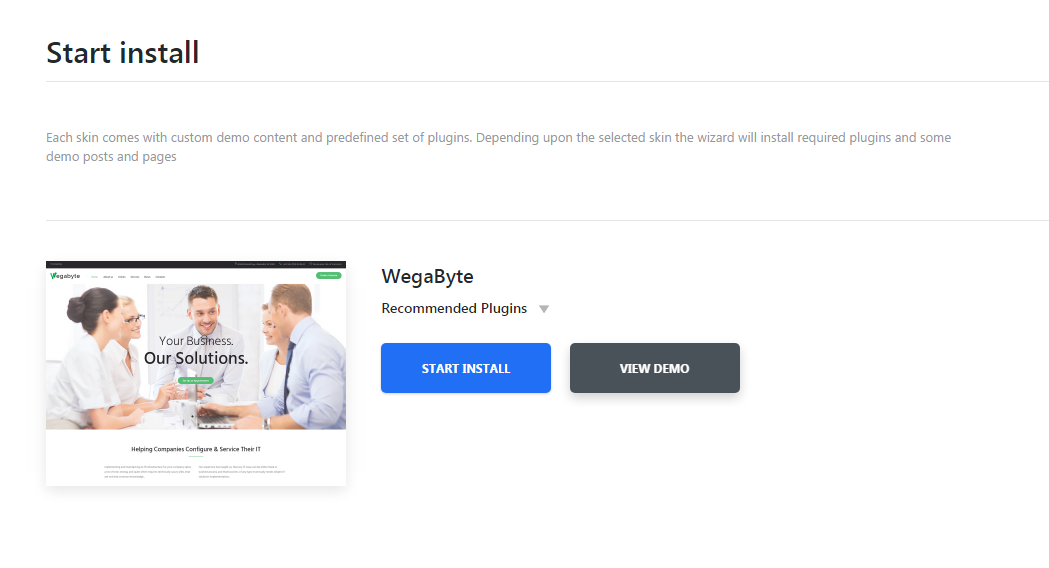 Start install
Each skin comes with custom demo content and predefined set of plugins. Depending upon the selected skin the wizard will install required plugins and some
demo posts and pages
WegaByte
Recommended Plugins
START INSTALL
VIEW DEMO
Wegabyte
Your Business.
Our Solutions.
Helping Companies Configure & Service Their IT